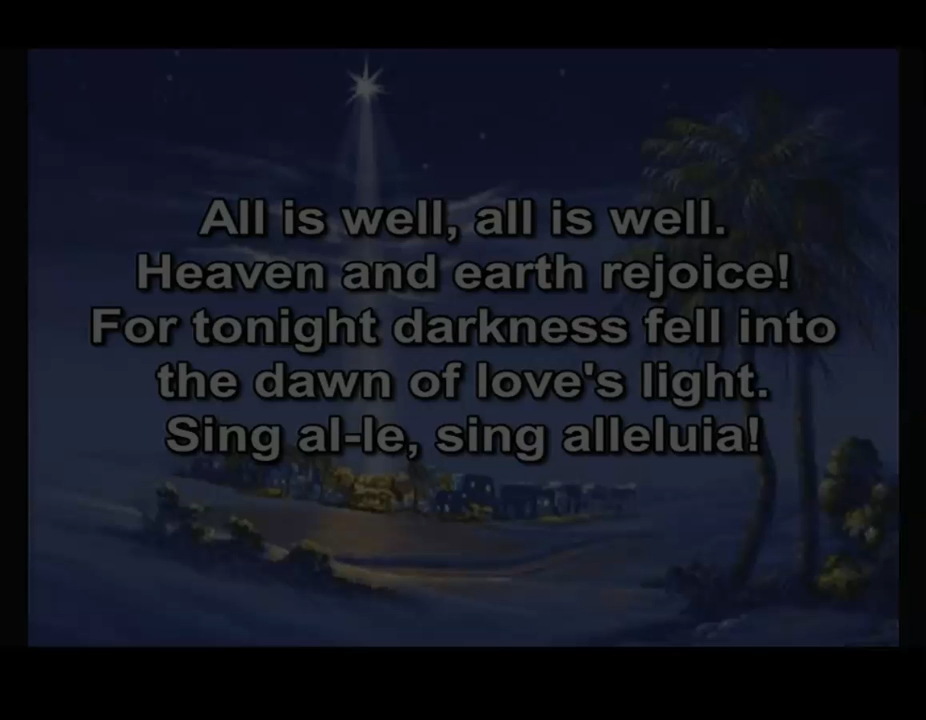 All is well, all is well.
Heaven and earth rejoice!
For tonight darkness fell into
the dawn of love's light.
Sing al-le, sing alleluia!